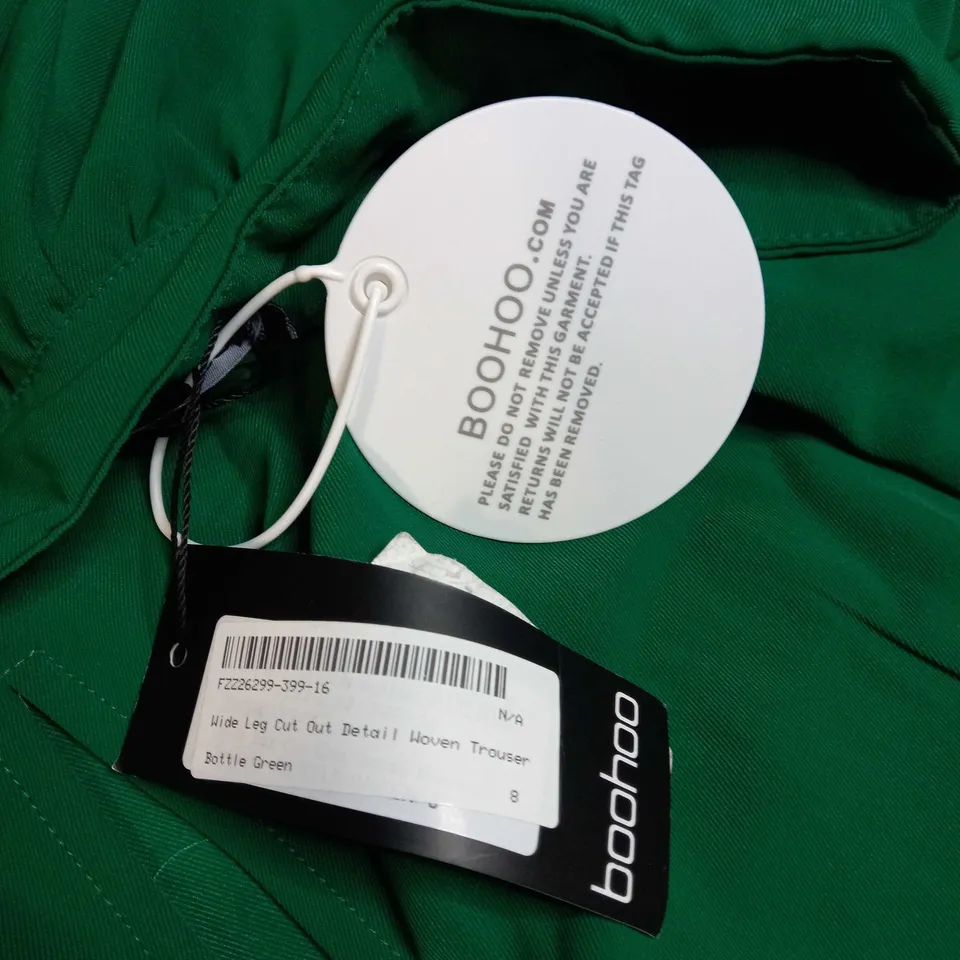 BOOHOO.COM
PLEASE DO NOT REMOVE UNLESS YOU ARE
SATISFIED WITH THIS GARMENT.
RETURNS WILL NOT BE ACCEPTED IF THIS TAG
HAS BEEN REMOVED.
FZZ26299-399-16
N/A
Wide Leg Cut Out Detail Woven Trouser
Bottle Green
8
boohoo